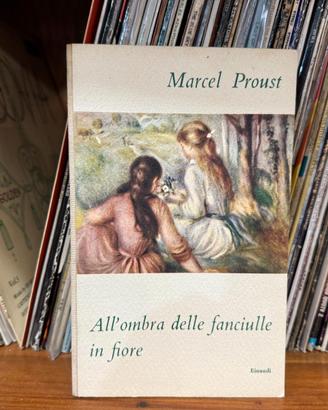 Marcel Proust
All'ombra delle fanciulle
in fiore
Einaudi